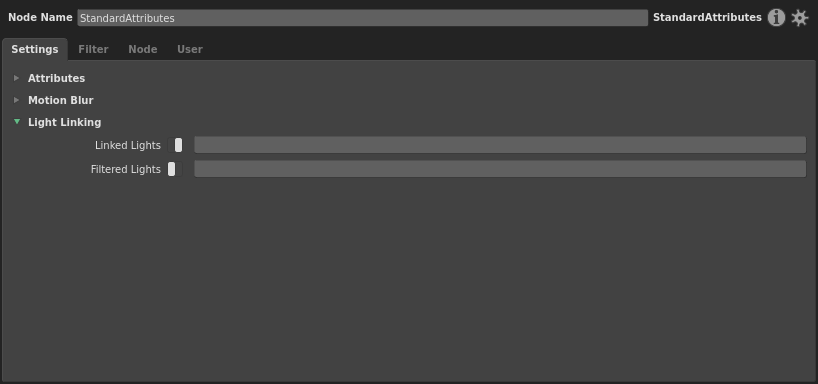 Node Name StandardAttributes StandardAttributes
Settings Filter Node User
Attributes
Motion Blur
Light Linking
Linked Lights
Filtered Lights